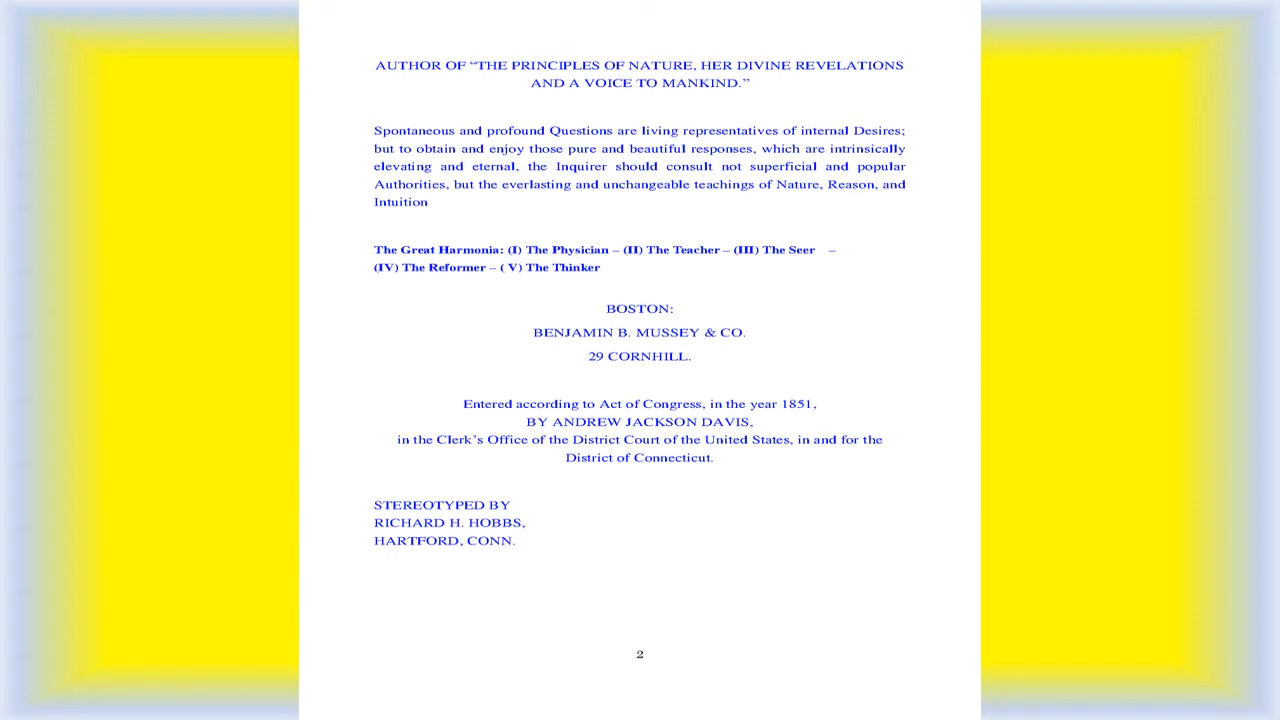 AUTHOR OF “THE PRINCIPLES OF NATURE, HER DIVINE REVELATIONS
AND A VOICE TO MANKIND.”
Spontaneous and profound Questions are living representatives of internal Desires;
but to obtain and enjoy those pure and beautiful responses, which are intrinsically
elevating and eternal, the Inquirer should consult not superficial and popular
Authorities, but the everlasting and unchangeable teachings of Nature, Reason, and
Intuition
The Great Harmonia: (I) The Physician – (II) The Teacher – (III) The Seer –
(IV) The Reformer – ( V) The Thinker
BOSTON:
BENJAMIN B. MUSSEY & CO.
29 CORNHILL.
Entered according to Act of Congress, in the year 1851,
BY ANDREW JACKSON DAVIS,
in the Clerk’s Office of the District Court of the United States, in and for the
District of Connecticut.
STEREOTYPED BY
RICHARD H. HOBBS,
HARTFORD, CONN.
2